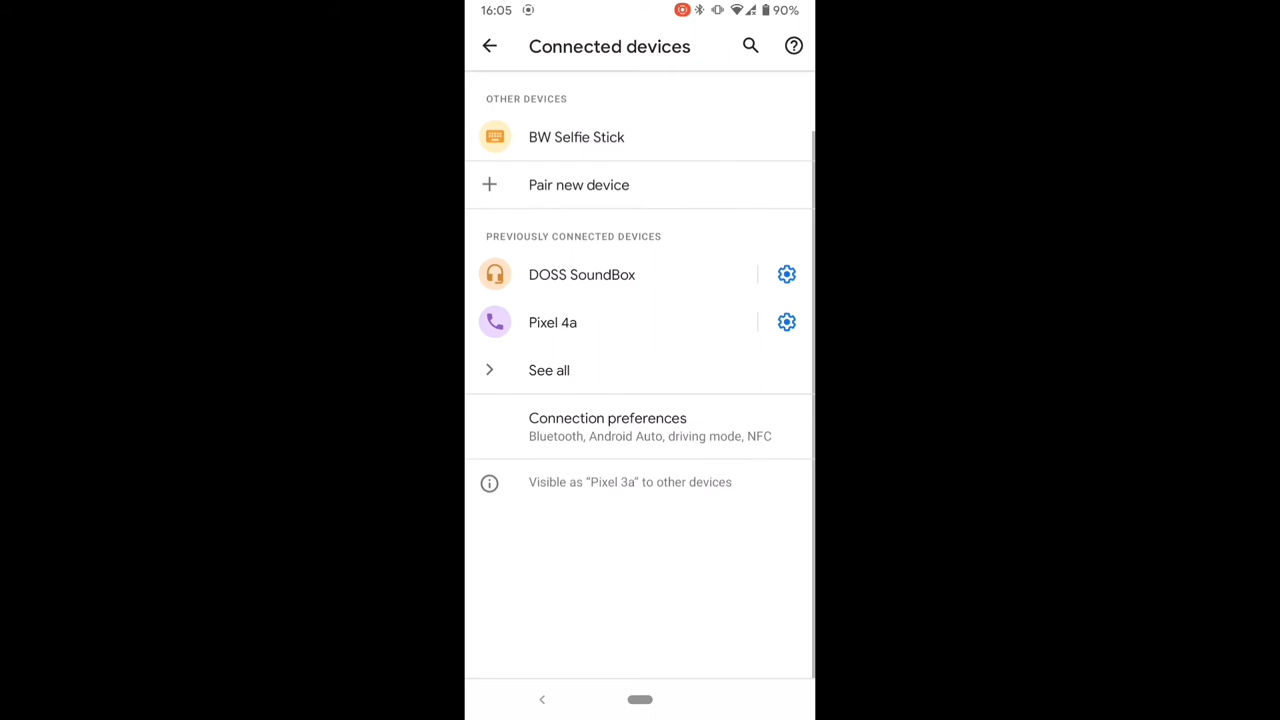 16:05 90%
Connected devices
OTHER DEVICES
BW Selfie Stick
Pair new device
PREVIOUSLY CONNECTED DEVICES
DOSS SoundBox
Pixel 4a
See all
Connection preferences
Bluetooth, Android Auto, driving mode, NFC
Visible as "Pixel 3a" to other devices